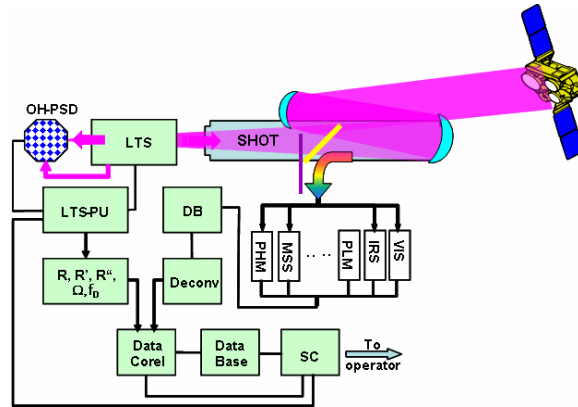 OH-PSD
LTS
SHOT
LTS-PU
DB
PHM
MSS
....
PLM
IRS
VIS
R, R', R",
Ω,f_D
Deconv
Data
Corel
Data
Base
SC
To
operator